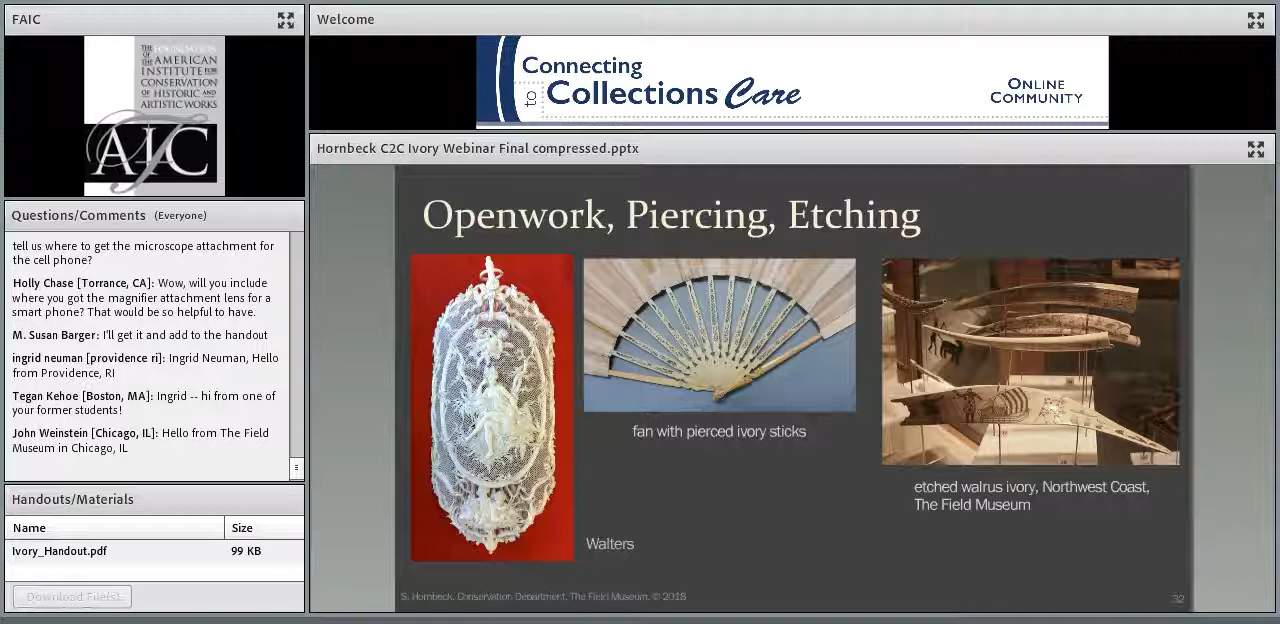 FAIC
THE FOUNDATION
OF THE AMERICAN
INSTITUTE FOR
CONSERVATION
OF HISTORIC AND
ARTISTIC WORKS
AIC
Welcome
Connecting
to Collections Care
ONLINE
COMMUNITY
Questions/Comments (Everyone)
tell us where to get the microscope attachment for
the cell phone?
Holly Chase [Torrance, CA]: Wow, will you include
where you got the magnifier attachment lens for a
smart phone? That would be so helpful to have.
M. Susan Barger: I'll get it and add to the handout
ingrid neuman [providence ri]: Ingrid Neuman, Hello
from Providence, RI
Tegan Kehoe [Boston, MA]: Ingrid -- hi from one of
your former students!
John Weinstein [Chicago, IL]: Hello from The Field
Museum in Chicago, IL
Handouts/Materials
Name Size
Ivory_Handout.pdf 99 KB
Download File(s)
Hornbeck C2C Ivory Webinar Final compressed.pptx
Openwork, Piercing, Etching
fan with pierced ivory sticks
etched walrus ivory, Northwest Coast,
The Field Museum
Walters
S. Hornbeck, Conservation Department, The Field Museum, © 2018
32